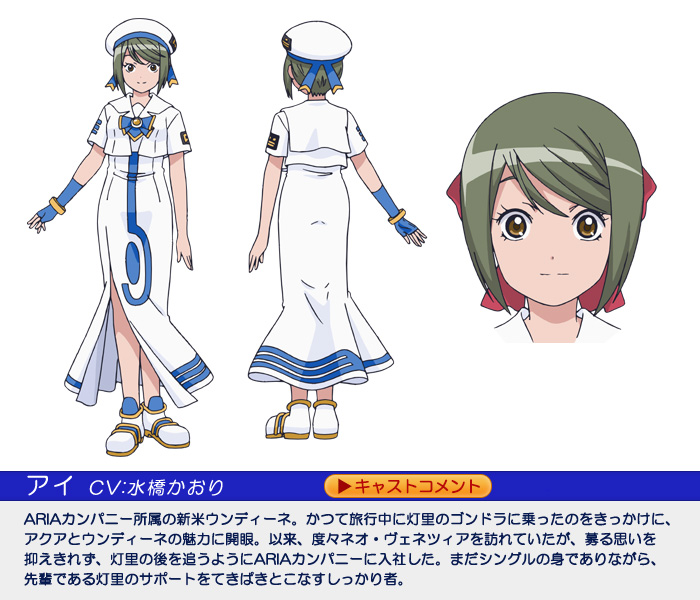 アイ CV:水橋かおり
▶キャストコメント
ARIAカンパニー所属の新米ウンディーネ。かつて旅行中に灯里のゴンドラに乗ったのをきっかけに、
アクアとウンディーネの魅力に開眼。以来、度々ネオ・ヴェネツィアを訪れていたが、募る思いを
抑えきれず、灯里の後を追うようにARIAカンパニーに入社した。まだシングルの身でありながら、
先輩である灯里のサポートをてきぱきとこなすしっかり者。